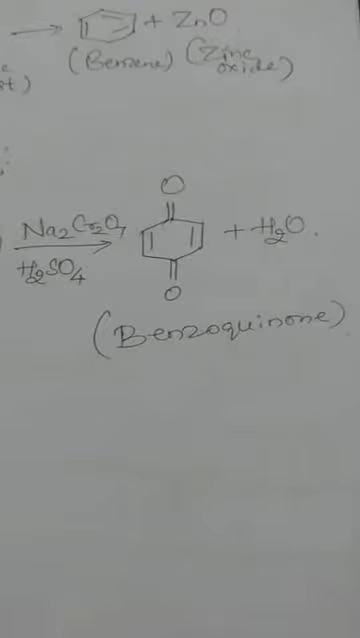 + ZnO
(Benzene) (Zinc oxide)
Na2Cr2O7
H2SO4
O
+ H2O.
O
(Benzoquinone)